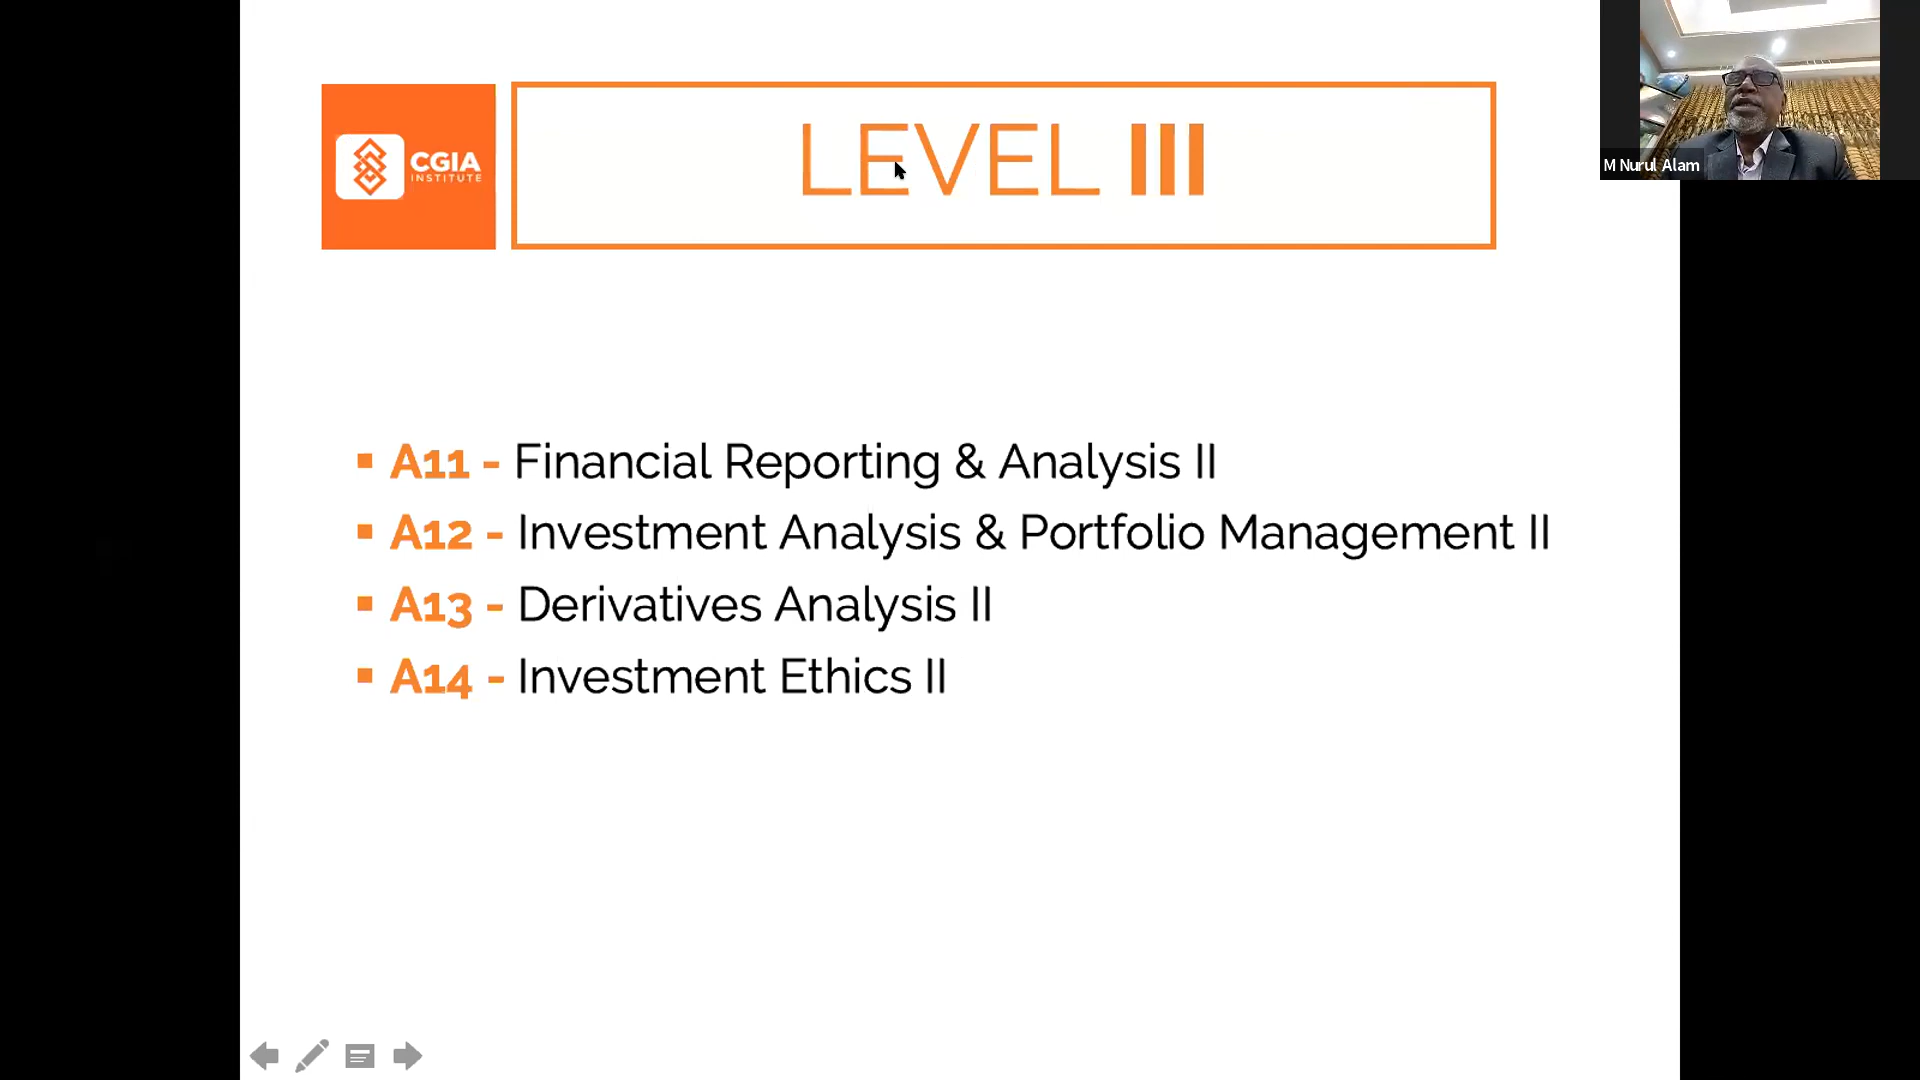 CGIA
INSTITUTE
LEVEL III
M Nurul Alam
▪ A11 - Financial Reporting & Analysis II
▪ A12 - Investment Analysis & Portfolio Management II
▪ A13 - Derivatives Analysis II
▪ A14 - Investment Ethics II